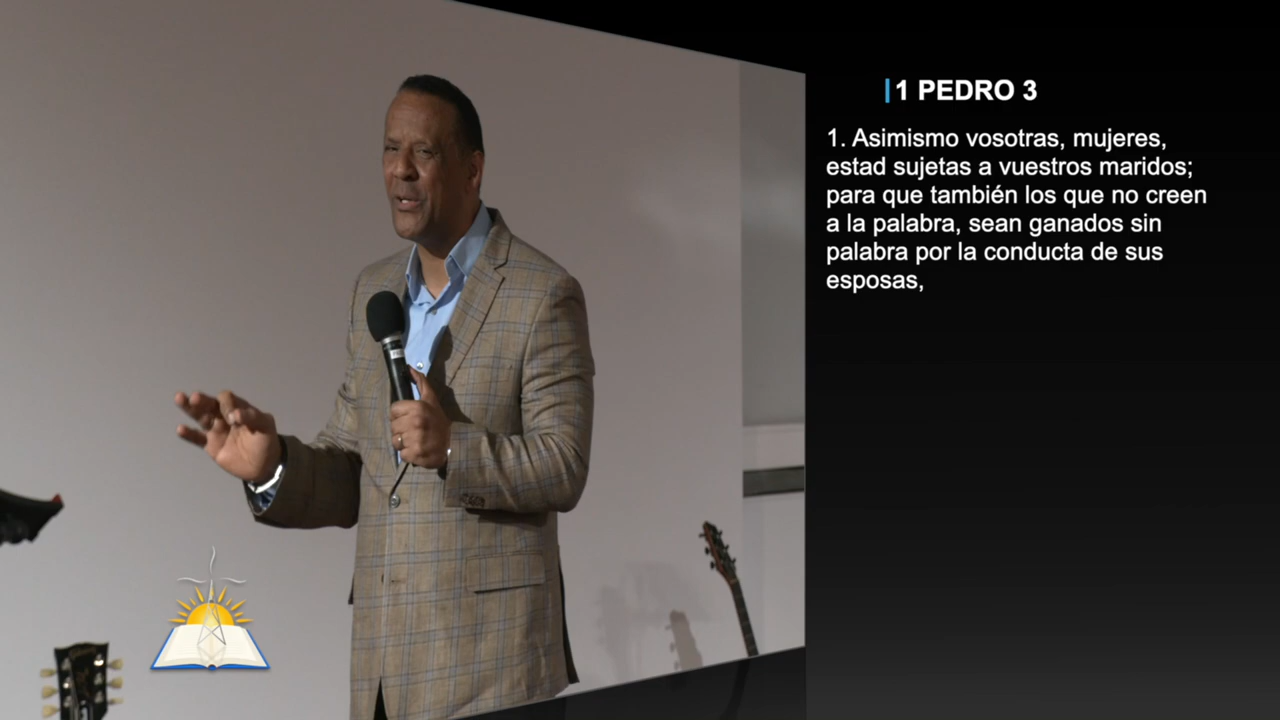 1 PEDRO 3
1. Asimismo vosotras, mujeres,
estad sujetas a vuestros maridos;
para que también los que no creen
a la palabra, sean ganados sin
palabra por la conducta de sus
esposas,